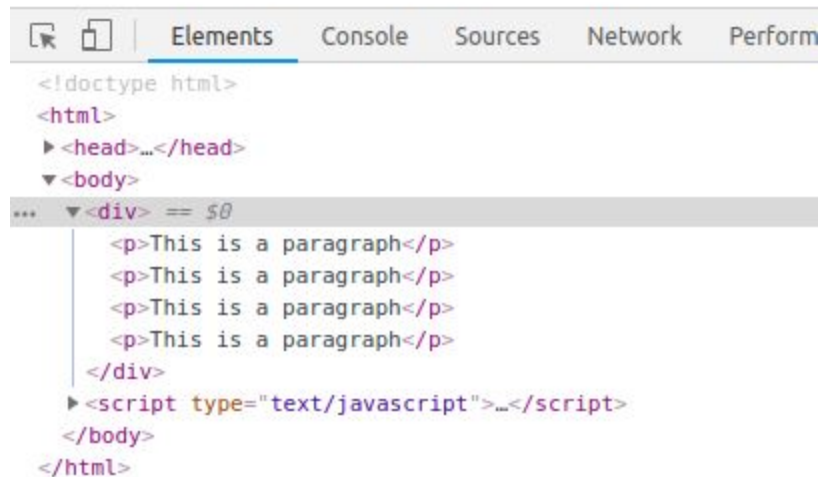 Elements Console Sources Network Perform
<!doctype html>
<html>
<head>…</head>
<body>
… <div> == $0
<p>This is a paragraph</p>
<p>This is a paragraph</p>
<p>This is a paragraph</p>
<p>This is a paragraph</p>
</div>
<script type="text/javascript">…</script>
</body>
</html>